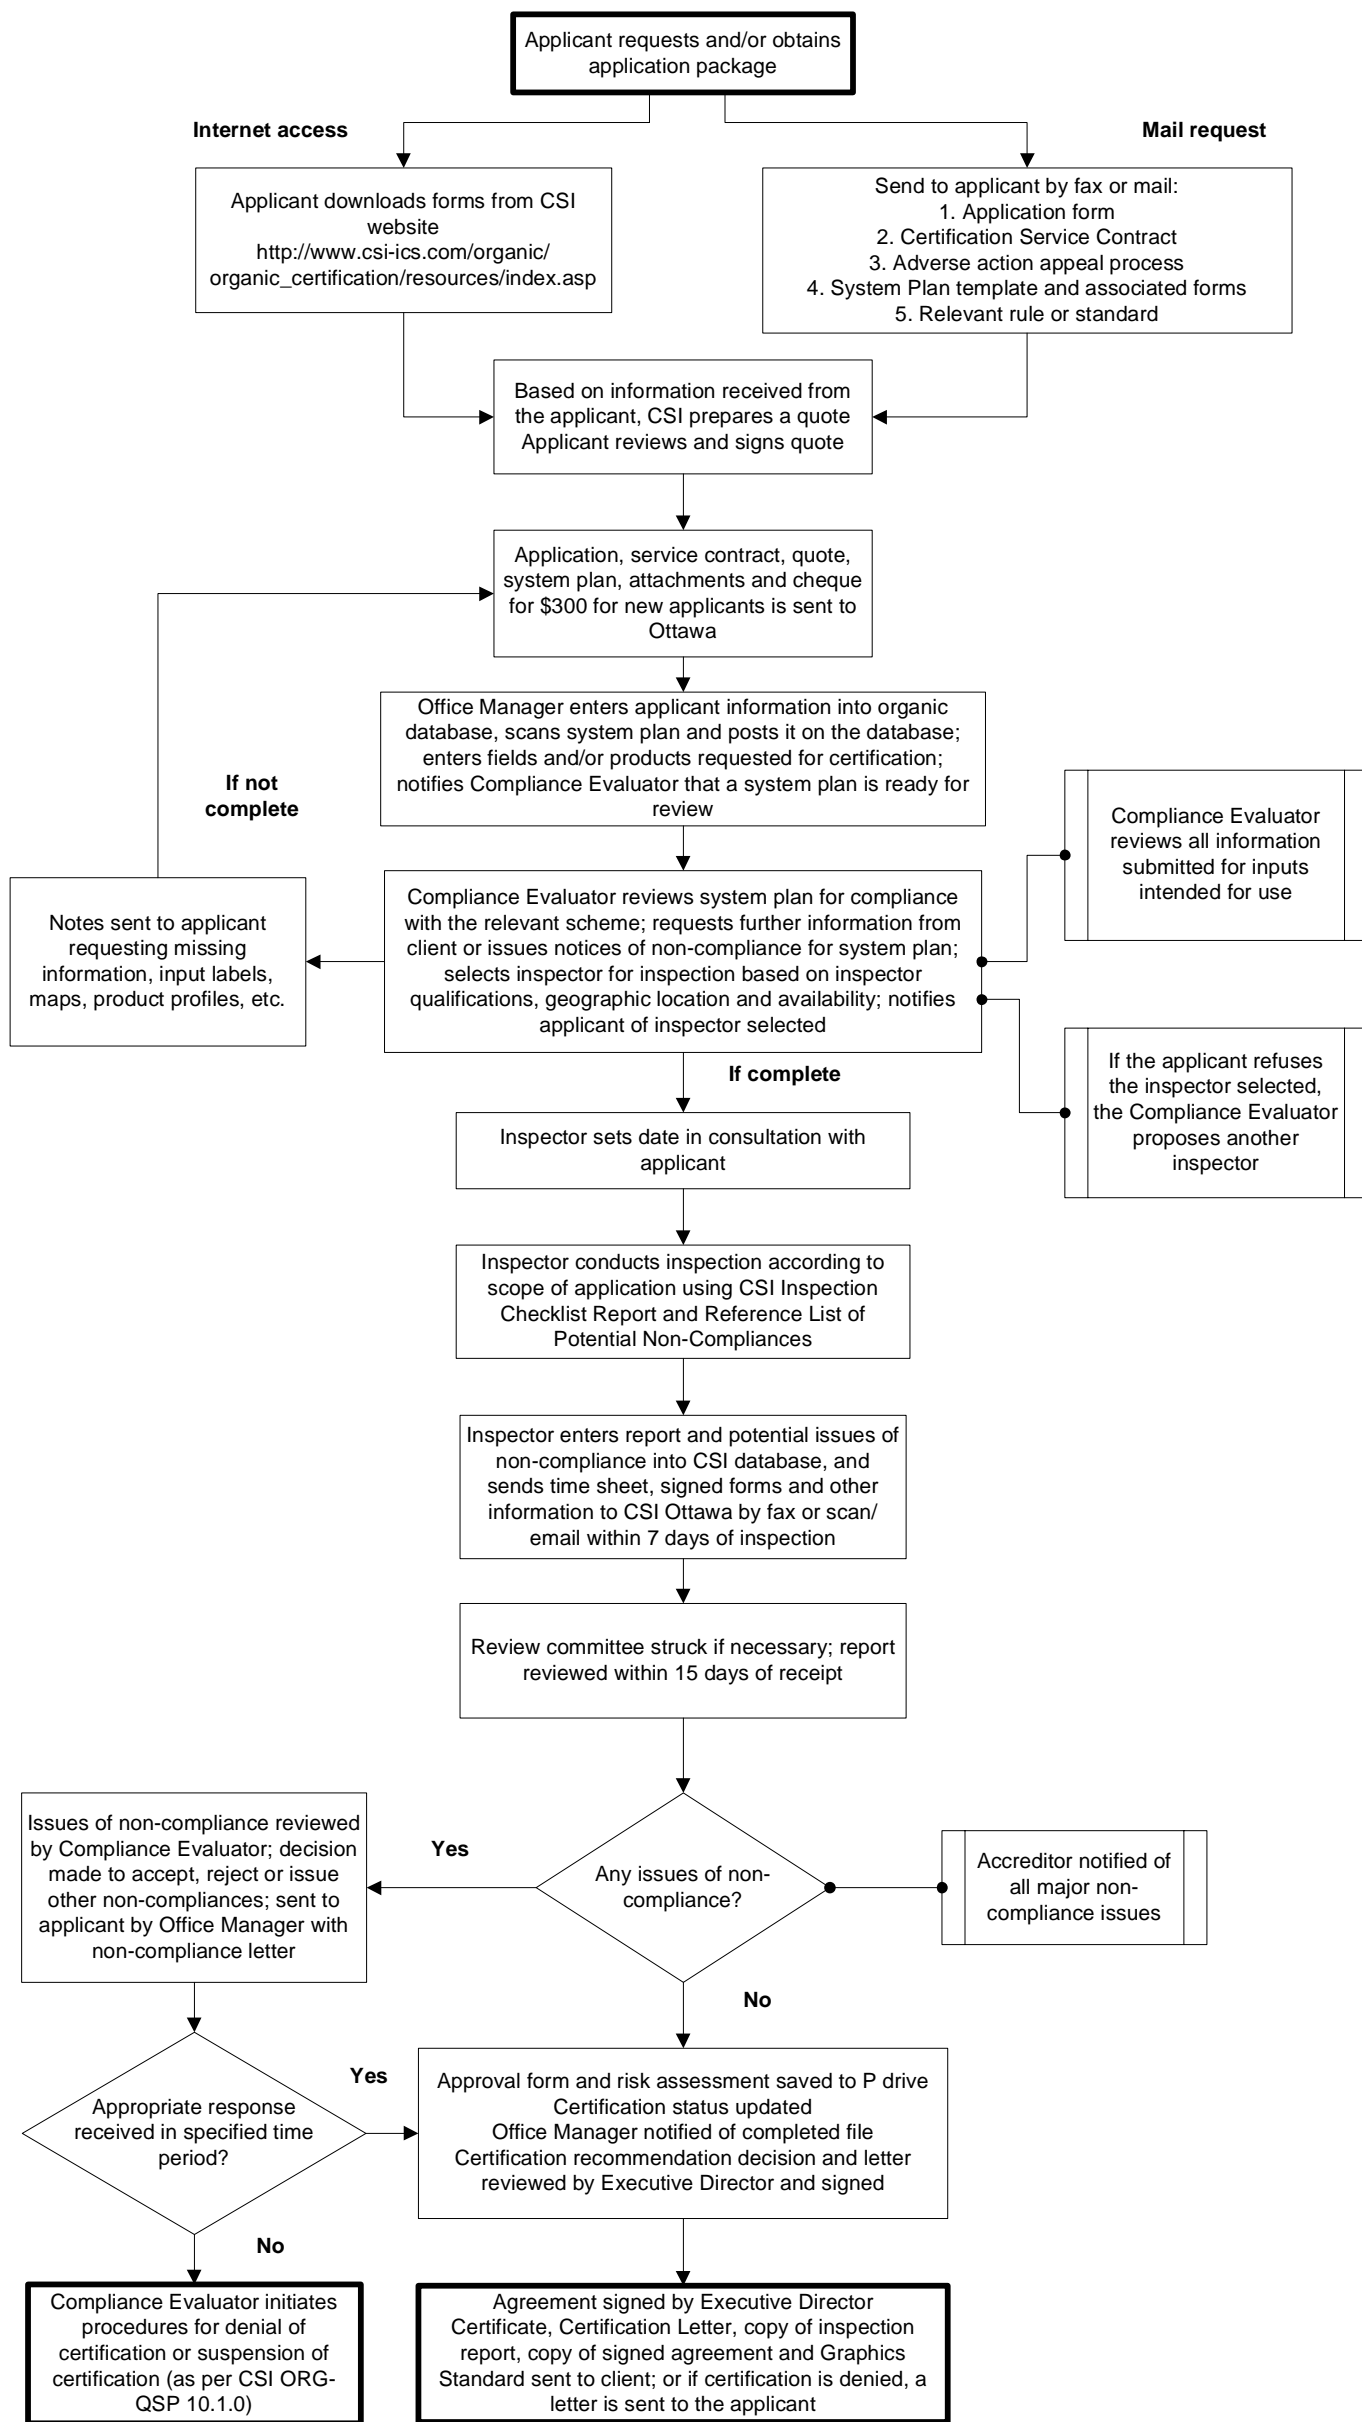 Applicant requests and/or obtains
application package
Internet access
Mail request
Applicant downloads forms from CSI
website
http://www.csi-ics.com/organic/
organic_certification/resources/index.asp
Send to applicant by fax or mail:
1. Application form
2. Certification Service Contract
3. Adverse action appeal process
4. System Plan template and associated forms
5. Relevant rule or standard
Based on information received from
the applicant, CSI prepares a quote
Applicant reviews and signs quote
Application, service contract, quote,
system plan, attachments and cheque
for $300 for new applicants is sent to
Ottawa
Office Manager enters applicant information into organic
database, scans system plan and posts it on the database;
enters fields and/or products requested for certification;
notifies Compliance Evaluator that a system plan is ready for
review
If not
complete
Compliance Evaluator
reviews all information
submitted for inputs
intended for use
Notes sent to applicant
requesting missing
information, input labels,
maps, product profiles, etc.
Compliance Evaluator reviews system plan for compliance
with the relevant scheme; requests further information from
client or issues notices of non-compliance for system plan;
selects inspector for inspection based on inspector
qualifications, geographic location and availability; notifies
applicant of inspector selected
If the applicant refuses
the inspector selected,
the Compliance Evaluator
proposes another
inspector
If complete
Inspector sets date in consultation with
applicant
Inspector conducts inspection according to
scope of application using CSI Inspection
Checklist Report and Reference List of
Potential Non-Compliances
Inspector enters report and potential issues of
non-compliance into CSI database, and
sends time sheet, signed forms and other
information to CSI Ottawa by fax or scan/
email within 7 days of inspection
Review committee struck if necessary; report
reviewed within 15 days of receipt
Issues of non-compliance reviewed
by Compliance Evaluator; decision
made to accept, reject or issue
other non-compliances; sent to
applicant by Office Manager with
non-compliance letter
Yes
Any issues of non-
compliance?
Accreditor notified of
all major non-
compliance issues
No
Appropriate response
received in specified time
period?
Yes
Approval form and risk assessment saved to P drive
Certification status updated
Office Manager notified of completed file
Certification recommendation decision and letter
reviewed by Executive Director and signed
No
Compliance Evaluator initiates
procedures for denial of
certification or suspension of
certification (as per CSI ORG-
QSP 10.1.0)
Agreement signed by Executive Director
Certificate, Certification Letter, copy of inspection
report, copy of signed agreement and Graphics
Standard sent to client; or if certification is denied, a
letter is sent to the applicant